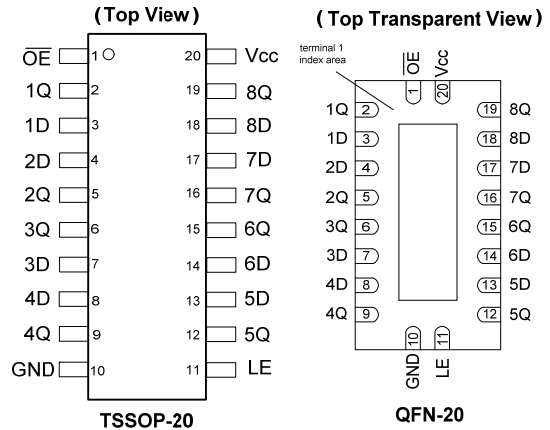 (Top View)
OE 1 20 Vcc
1Q 2 19 8Q
1D 3 18 8D
2D 4 17 7D
2Q 5 16 7Q
3Q 6 15 6Q
3D 7 14 6D
4D 8 13 5D
4Q 9 12 5Q
GND 10 11 LE
TSSOP-20
(Top Transparent View)
terminal 1
index area
OE Vcc
1 20
1Q 2 19 8Q
1D 3 18 8D
2D 4 17 7D
2Q 5 16 7Q
3Q 6 15 6Q
3D 7 14 6D
4D 8 13 5D
4Q 9 12 5Q
10 11
GND LE
QFN-20